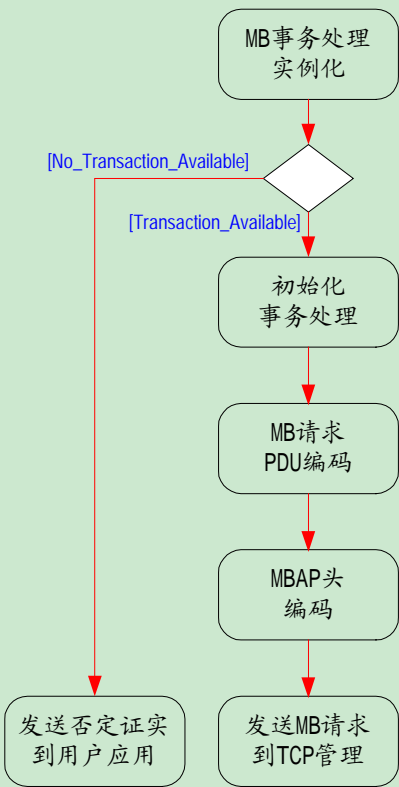 MB事务处理
实例化
[No_Transaction_Available]
[Transaction_Available]
初始化
事务处理
MB请求
PDU编码
MBAP头
编码
发送否定证实
到用户应用
发送MB请求
到TCP管理